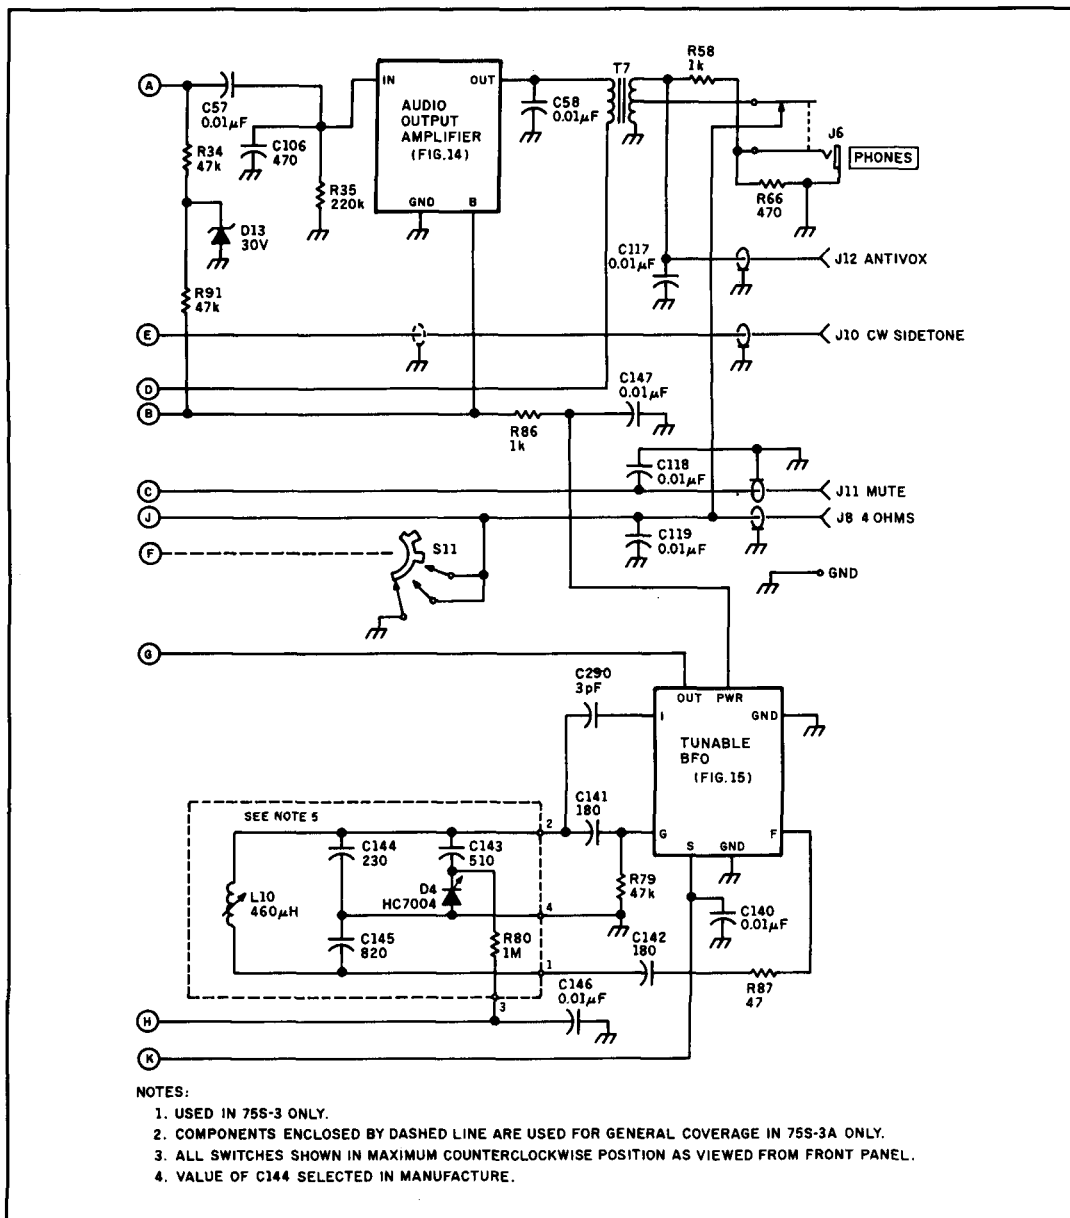 A
C57
0.01µF
IN
OUT
AUDIO
OUTPUT
AMPLIFIER
(FIG.14)
GND
B
C58
0.01µF
T7
R58
1k
J6
PHONES
R66
470
R34
47k
C106
470
R35
220k
D13
30V
C117
0.01µF
J12 ANTIVOX
R91
47k
E
J10 CW SIDETONE
D
B
R86
1k
C147
0.01µF
C118
0.01µF
C
J11 MUTE
J
J8 4 OHMS
C119
0.01µF
F
S11
GND
G
C290
3pF
OUT
PWR
I
GND
TUNABLE
BFO
(FIG.15)
G
F
S
GND
SEE NOTE 5
2
C141
180
C144
230
C143
510
D4
HC7004
L10
460µH
4
R79
47k
C140
0.01µF
C145
820
R80
1M
1
C142
180
R87
47
C146
0.01µF
3
H
K
NOTES:
1. USED IN 75S-3 ONLY.
2. COMPONENTS ENCLOSED BY DASHED LINE ARE USED FOR GENERAL COVERAGE IN 75S-3A ONLY.
3. ALL SWITCHES SHOWN IN MAXIMUM COUNTERCLOCKWISE POSITION AS VIEWED FROM FRONT PANEL.
4. VALUE OF C144 SELECTED IN MANUFACTURE.